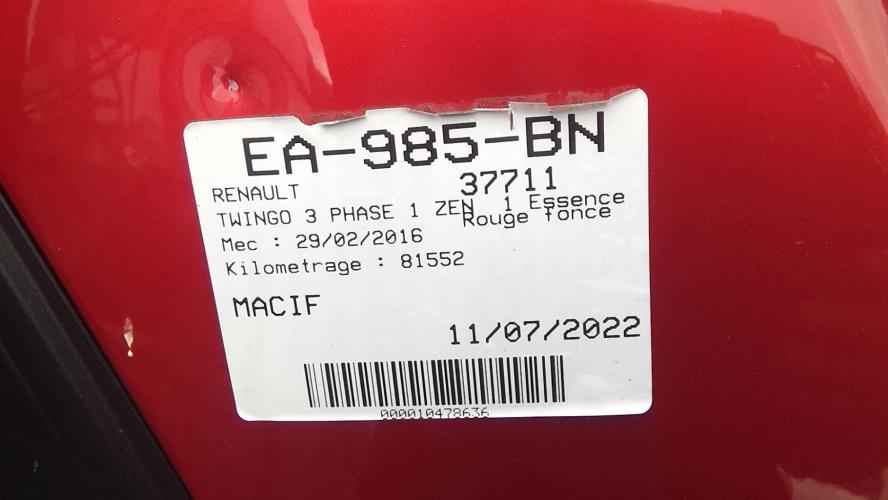 EA-985-BN
RENAULT 37711
TWINGO 3 PHASE 1 ZEN 1 Essence
Rouge fonce
Mec : 29/02/2016
Kilometrage : 81552
MACIF
11/07/2022
000010478636